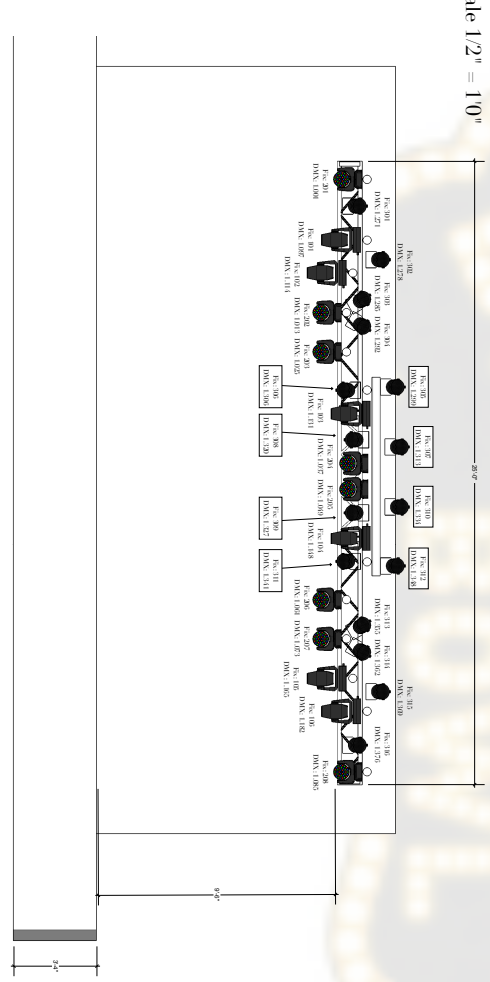 ale 1/2" = 1'0"
26'-0"
Fix: 302
DMX: 1.278
Fix: 305
DMX: 1.299
Fix: 307
DMX: 1.313
Fix: 310
DMX: 1.334
Fix: 312
DMX: 1.348
Fix: 315
DMX: 1.369
Fix: 301
DMX: 1.271
Fix: 303
DMX: 1.285
Fix: 304
DMX: 1.292
Fix: 313
DMX: 1.355
Fix: 314
DMX: 1.362
Fix: 316
DMX: 1.376
Fix: 201
DMX: 1.001
Fix: 101
DMX: 1.097
Fix: 102
DMX: 1.114
Fix: 202
DMX: 1.013
Fix: 203
DMX: 1.025
Fix: 103
DMX: 1.131
Fix: 204
DMX: 1.037
Fix: 205
DMX: 1.049
Fix: 104
DMX: 1.148
Fix: 206
DMX: 1.061
Fix: 207
DMX: 1.073
Fix: 105
DMX: 1.165
Fix: 106
DMX: 1.182
Fix: 208
DMX: 1.085
Fix: 306
DMX: 1.306
Fix: 308
DMX: 1.320
Fix: 309
DMX: 1.327
Fix: 311
DMX: 1.341
9'-6"
3'-4"